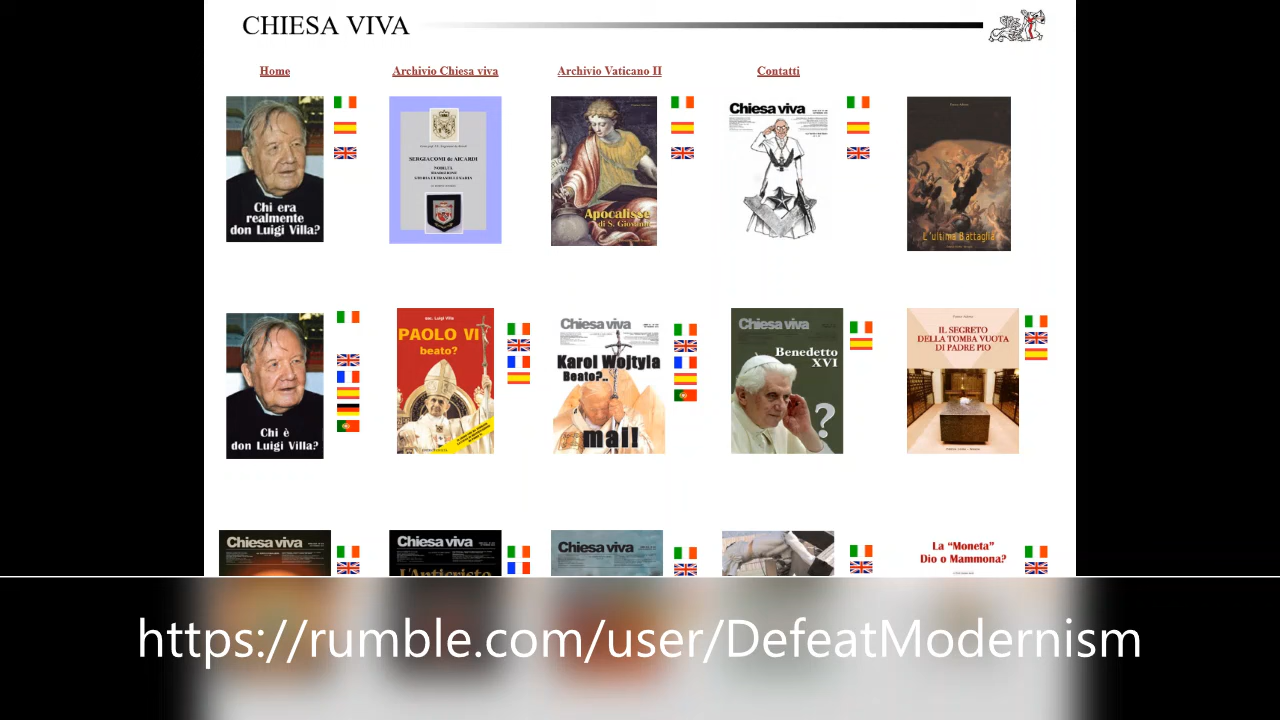 CHIESA VIVA
Home
Archivio Chiesa viva
Archivio Vaticano II
Contatti
Chi era
realmente
don Luigi Villa?
SERGIACOMI de AICARDI
Apocalisse
di S. Giovanni
Chiesa viva
L'ultima Battaglia
Chi è
don Luigi Villa?
sac. Luigi Villa
PAOLO VI
beato?
Chiesa viva
Karol Wojtyla
Beato?..
mai!
Chiesa viva
Benedetto
XVI
?
IL SEGRETO
DELLA TOMBA VUOTA
DI PADRE PIO
Chiesa viva
Chiesa viva
L'Anticristo
Chiesa viva
La “Moneta”
Dio o Mammona?
https://rumble.com/user/DefeatModernism